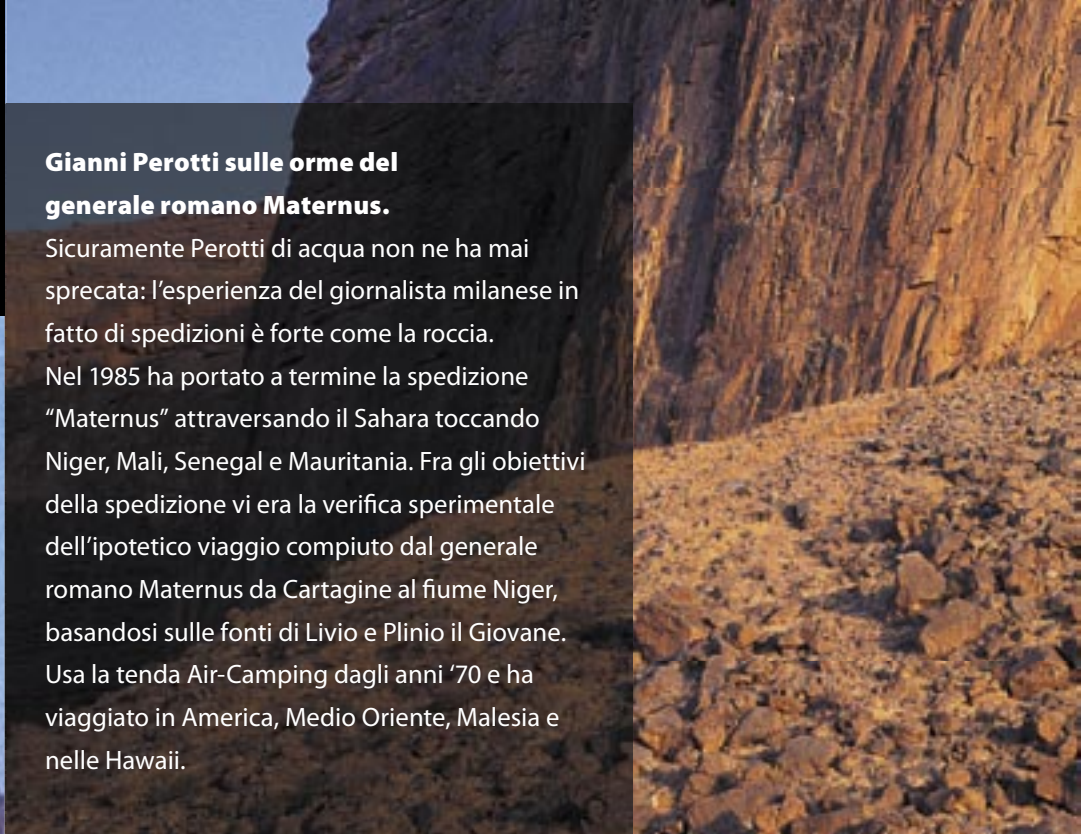 Gianni Perotti sulle orme del
generale romano Maternus.
Sicuramente Perotti di acqua non ne ha mai
sprecata: l’esperienza del giornalista milanese in
fatto di spedizioni è forte come la roccia.
Nel 1985 ha portato a termine la spedizione
“Maternus” attraversando il Sahara toccando
Niger, Mali, Senegal e Mauritania. Fra gli obiettivi
della spedizione vi era la verifica sperimentale
dell’ipotetico viaggio compiuto dal generale
romano Maternus da Cartagine al fiume Niger,
basandosi sulle fonti di Livio e Plinio il Giovane.
Usa la tenda Air-Camping dagli anni ‘70 e ha
viaggiato in America, Medio Oriente, Malesia e
nelle Hawaii.